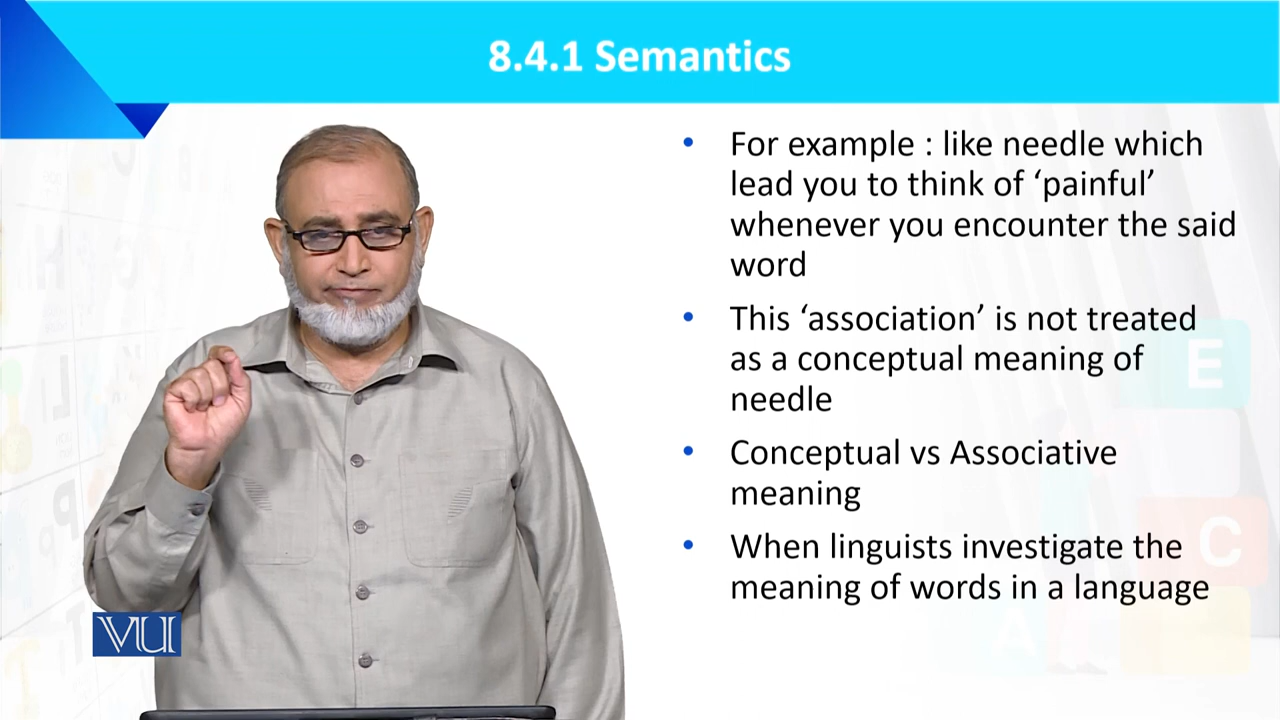 8.4.1 Semantics
• For example : like needle which
lead you to think of ‘painful’
whenever you encounter the said
word
• This ‘association’ is not treated
as a conceptual meaning of
needle
• Conceptual vs Associative
meaning
• When linguists investigate the
meaning of words in a language
VU
E
C
A